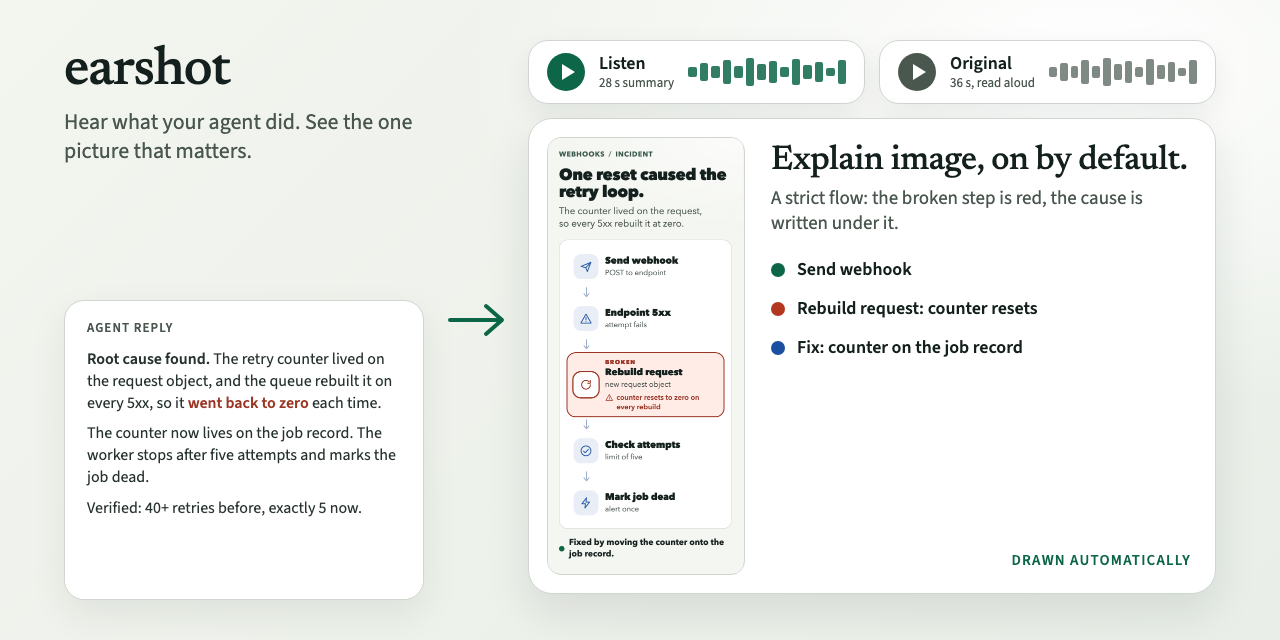 earshot
Hear what your agent did. See the one
picture that matters.
AGENT REPLY
Root cause found. The retry counter lived on
the request object, and the queue rebuilt it on
every 5xx, so it went back to zero each time.
The counter now lives on the job record. The
worker stops after five attempts and marks the
job dead.
Verified: 40+ retries before, exactly 5 now.
Listen
28 s summary
Original
36 s, read aloud
WEBHOOKS / INCIDENT
One reset caused the
retry loop.
The counter lived on the request,
so every 5xx rebuilt it at zero.
Send webhook
POST to endpoint
Endpoint 5xx
attempt fails
BROKEN
Rebuild request
new request object
counter resets to zero on
every rebuild
Check attempts
limit of five
Mark job dead
alert once
Fixed by moving the counter onto the
job record.
Explain image, on by default.
A strict flow: the broken step is red, the cause is
written under it.
Send webhook
Rebuild request: counter resets
Fix: counter on the job record
DRAWN AUTOMATICALLY